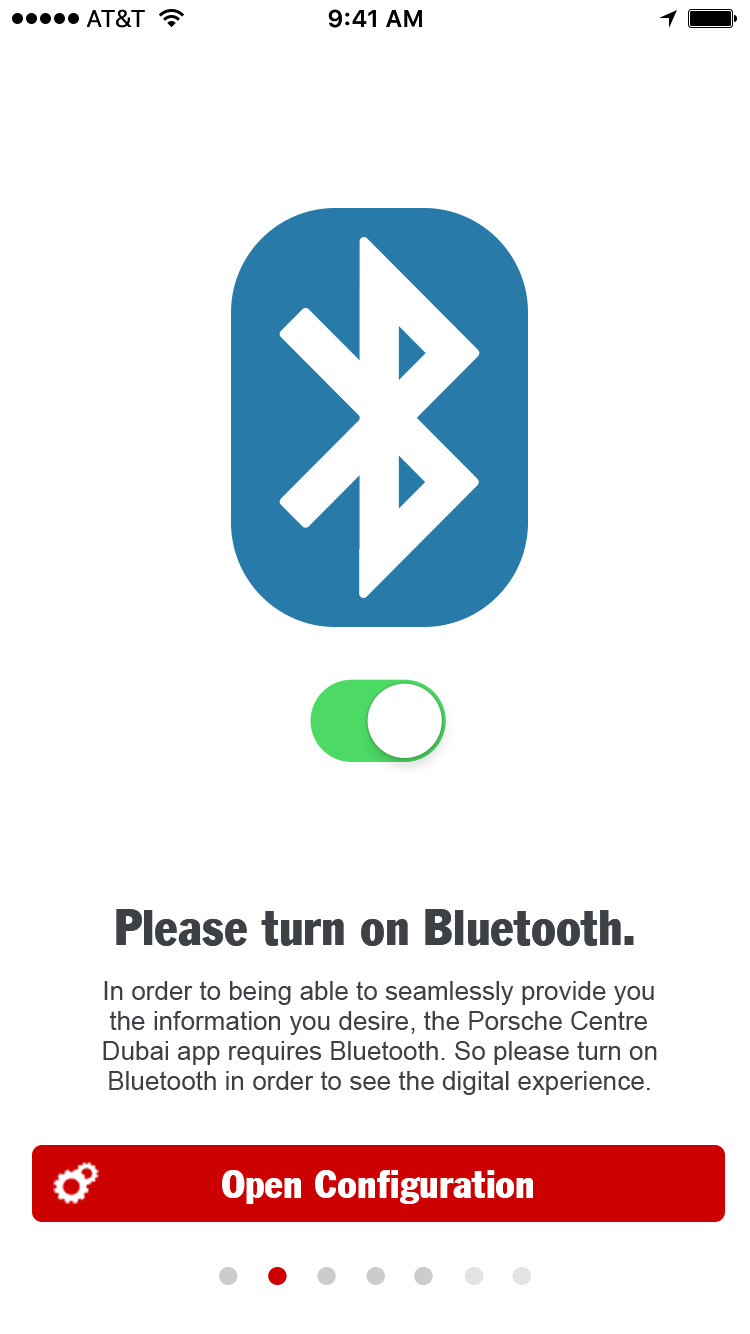 AT&T 9:41 AM
Please turn on Bluetooth.
In order to being able to seamlessly provide you
the information you desire, the Porsche Centre
Dubai app requires Bluetooth. So please turn on
Bluetooth in order to see the digital experience.
Open Configuration